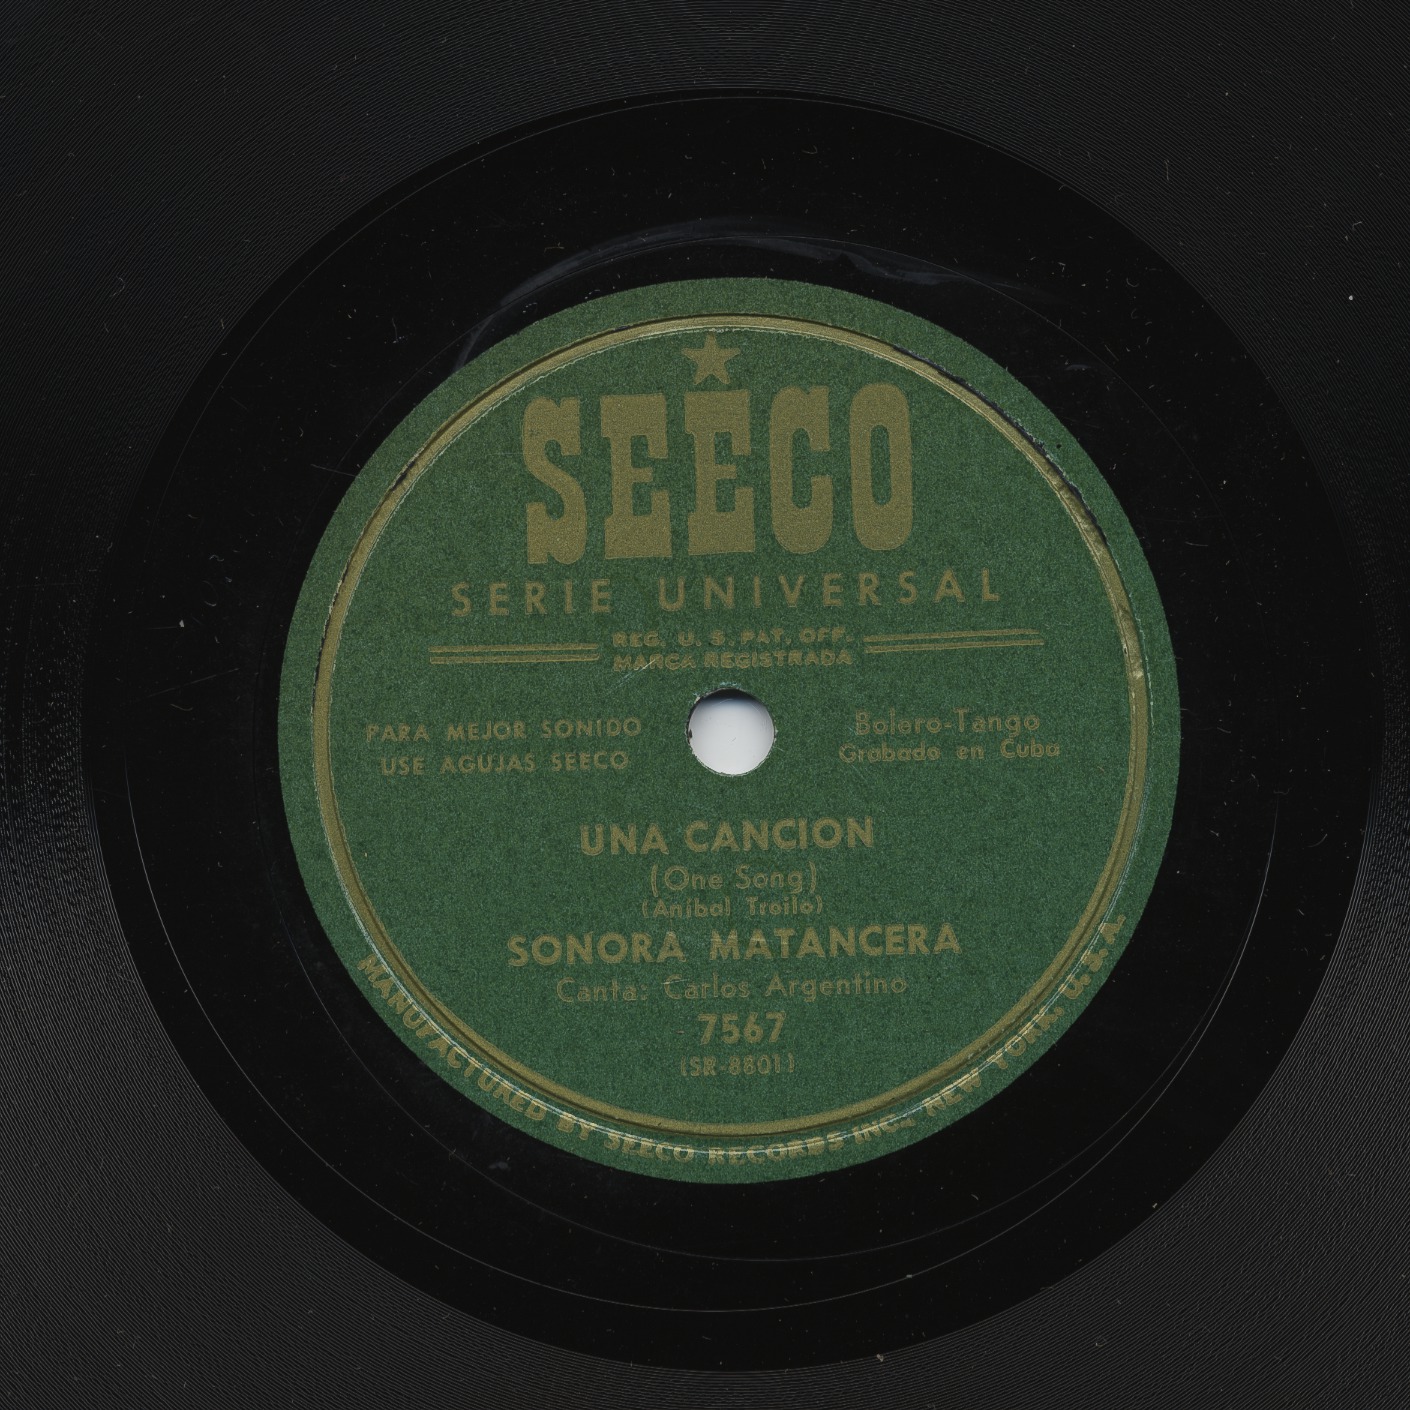 SEECO
SERIE UNIVERSAL
REG. U. S. PAT. OFF.
MARCA REGISTRADA
PARA MEJOR SONIDO
USE AGUJAS SEECO
Bolero-Tango
Grabado en Cuba
UNA CANCION
(One Song)
(Anibal Troilo)
SONORA MATANCERA
Canta: Carlos Argentino
7567
(SR-8801)
MANUFACTURED BY SEECO RECORDS INC., NEW YORK, U. S. A.